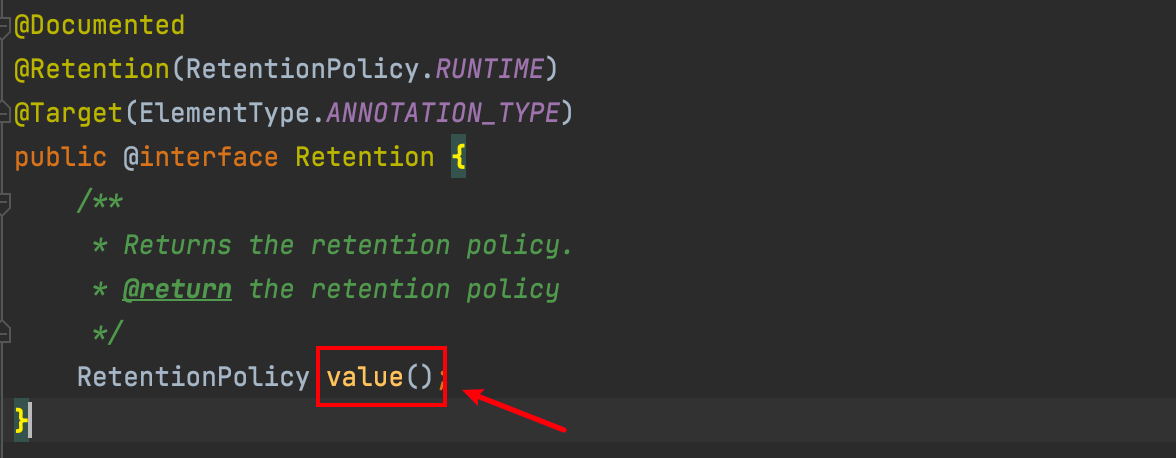 @Documented
@Retention(RetentionPolicy.RUNTIME)
@Target(ElementType.ANNOTATION_TYPE)
public @interface Retention {
    /**
     * Returns the retention policy.
     * @return the retention policy
     */
    RetentionPolicy value();
}